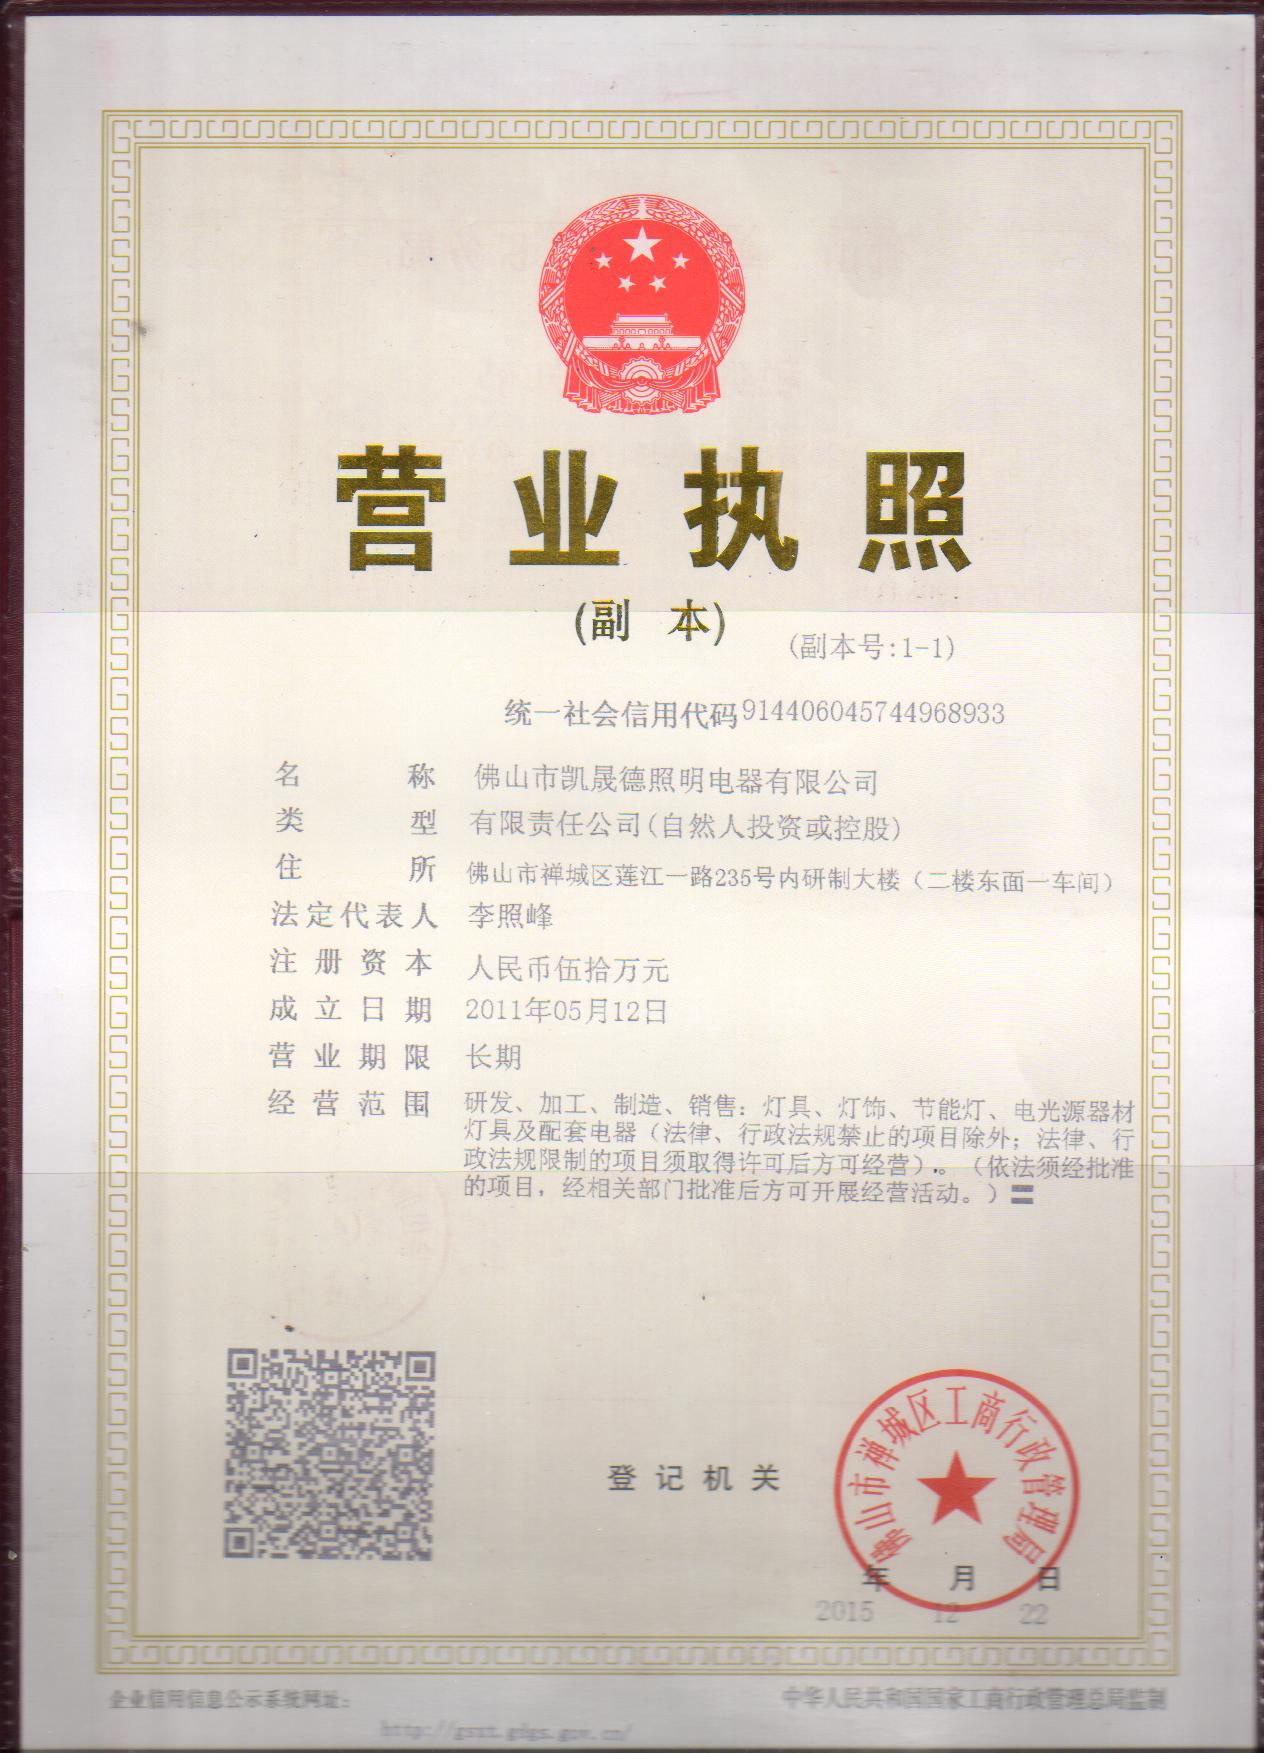 营业执照
(副 本)
(副本号:1-1)
统一社会信用代码914406045744968933
名 称 佛山市凯晟德照明电器有限公司
类 型 有限责任公司(自然人投资或控股)
住 所 佛山市禅城区莲江一路235号内研制大楼（二楼东面一车间）
法定代表人 李照峰
注册资本 人民币伍拾万元
成立日期 2011年05月12日
营业期限 长期
经营范围 研发、加工、制造、销售：灯具、灯饰、节能灯、电光源器材
灯具及配套电器（法律、行政法规禁止的项目除外；法律、行
政法规限制的项目须取得许可后方可经营）。（依法须经批准
的项目，经相关部门批准后方可开展经营活动。）
登记机关
佛山市禅城区工商行政管理局
年 月 日
2015 12 22
企业信用信息公示系统网址：
中华人民共和国国家工商行政管理总局监制
http://gsxt.gdgs.gov.cn/